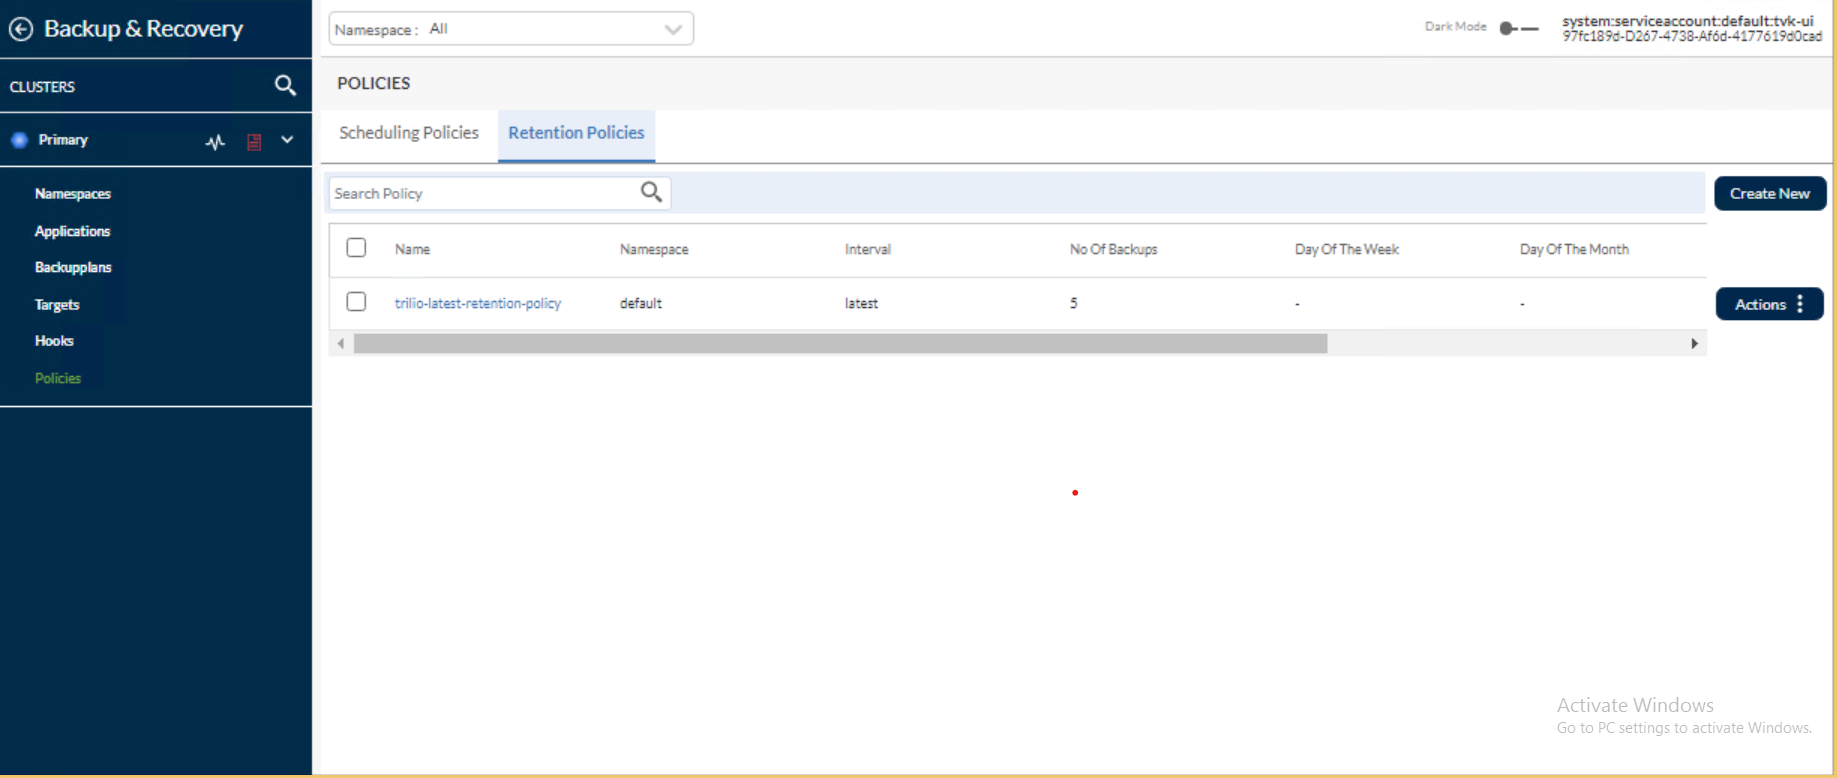 Backup & Recovery
Namespace : All
Dark Mode
system:serviceaccount:default:tvk-ui
97fc189d-D267-4738-Af6d-4177619d0cad
CLUSTERS
POLICIES
Primary
Scheduling Policies
Retention Policies
Namespaces
Search Policy
Create New
Applications
Name Namespace Interval No Of Backups Day Of The Week Day Of The Month
Backupplans
trilio-latest-retention-policy default latest 5 - -
Actions
Targets
Hooks
Policies
Activate Windows
Go to PC settings to activate Windows.